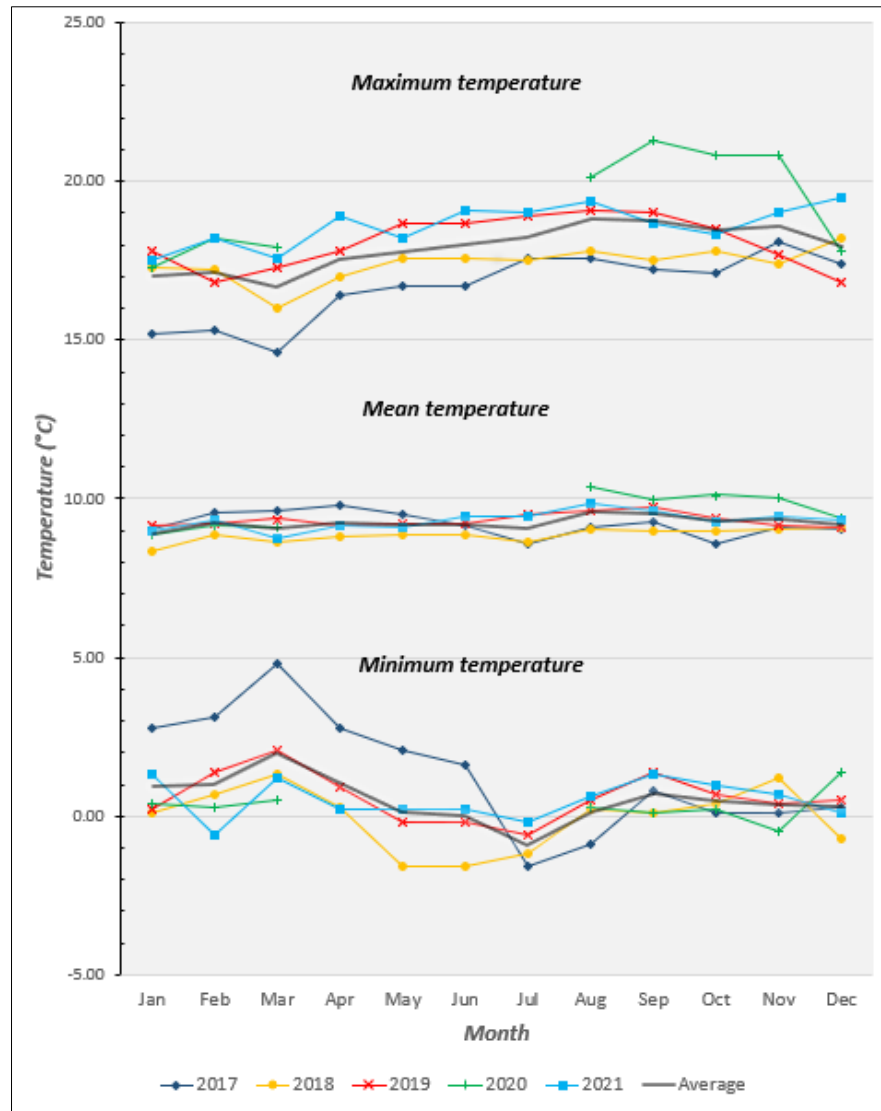 25.00
Maximum temperature
20.00
15.00
Mean temperature
10.00
Temperature (°C)
5.00
Minimum temperature
0.00
-5.00
Jan Feb Mar Apr May Jun Jul Aug Sep Oct Nov Dec
Month
2017 2018 2019 2020 2021 Average